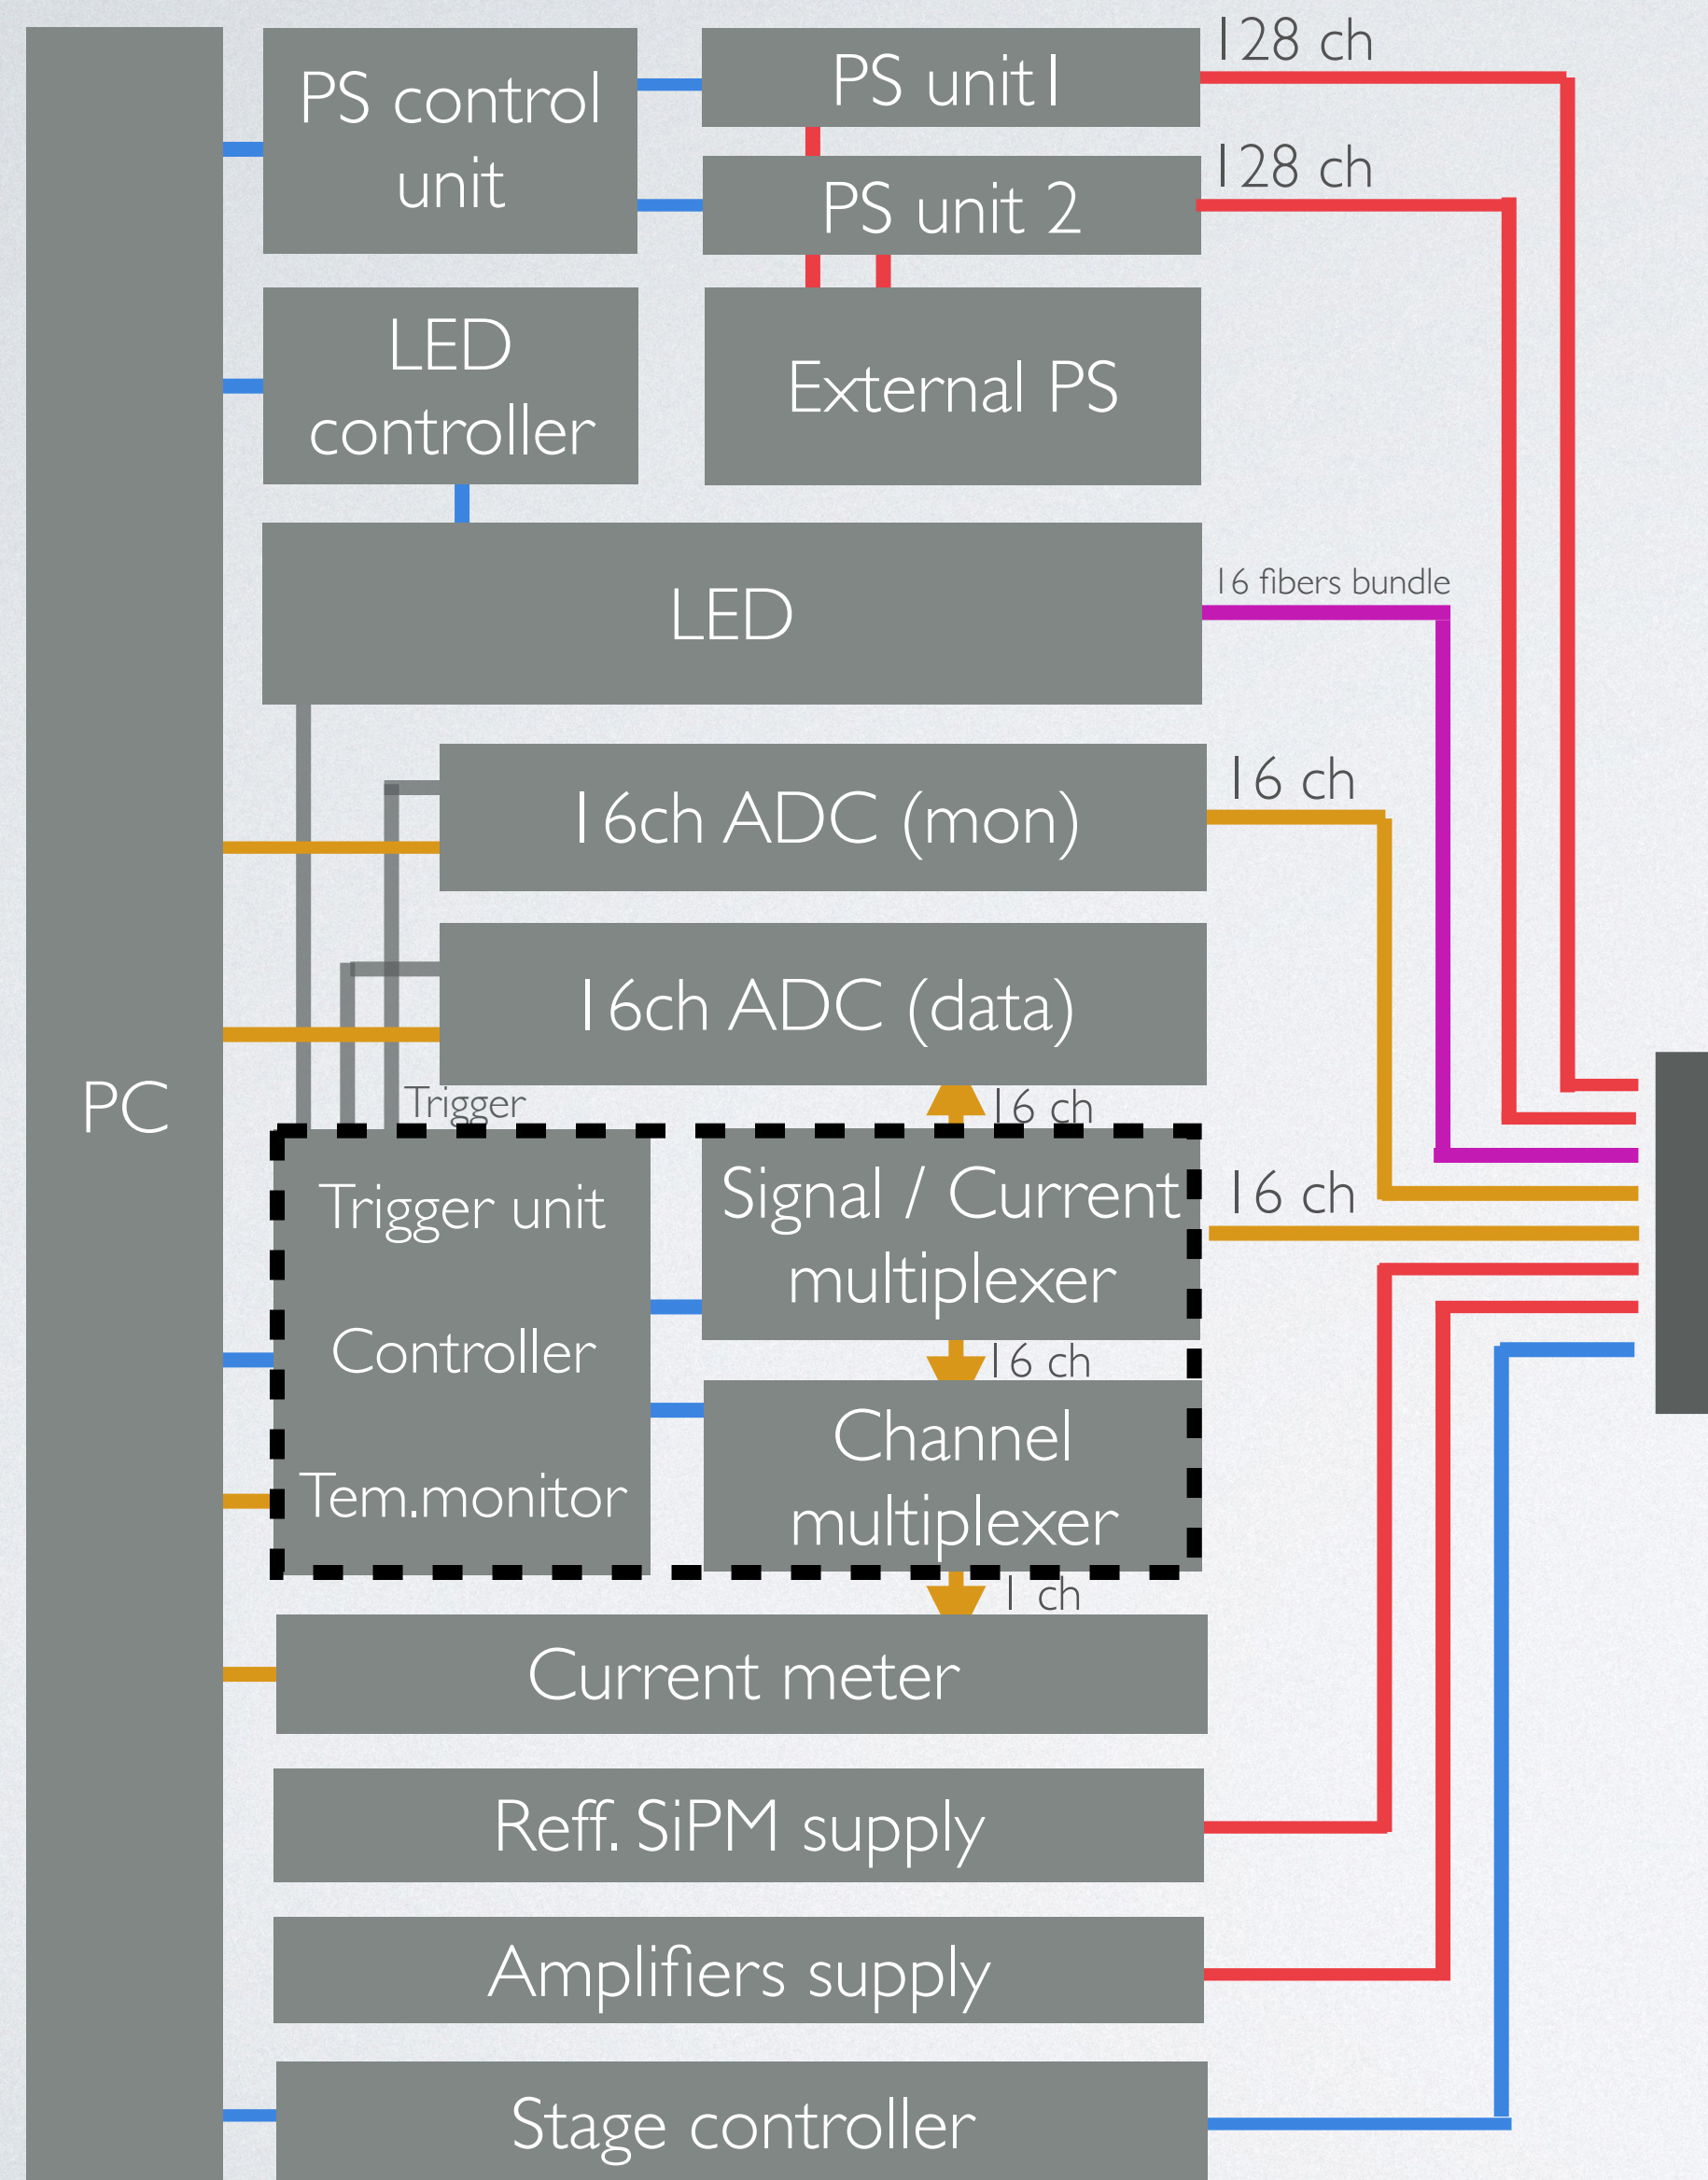 128 ch
PS control
unit
PS unit1
128 ch
PS unit 2
LED
controller
External PS
16 fibers bundle
LED
16 ch
16ch ADC (mon)
16ch ADC (data)
PC
Trigger
16 ch
Trigger unit
Signal / Current
multiplexer
16 ch
Controller
16 ch
Channel
multiplexer
Tem.monitor
1 ch
Current meter
Reff. SiPM supply
Amplifiers supply
Stage controller